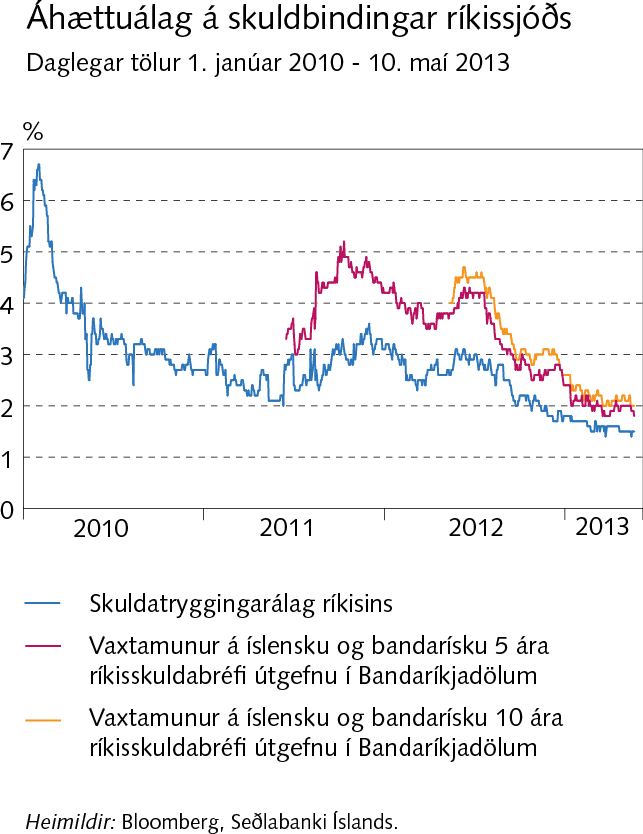 Áhættuálag á skuldbindingar ríkissjóðs
Daglegar tölur 1. janúar 2010 - 10. maí 2013
%
7
6
5
4
3
2
1
0
2010 2011 2012 2013
Skuldatryggingarálag ríkisins
Vaxtamunur á íslensku og bandarísku 5 ára
ríkisskuldabréfi útgefnu í Bandaríkjadölum
Vaxtamunur á íslensku og bandarísku 10 ára
ríkisskuldabréfi útgefnu í Bandaríkjadölum
Heimildir: Bloomberg, Seðlabanki Íslands.